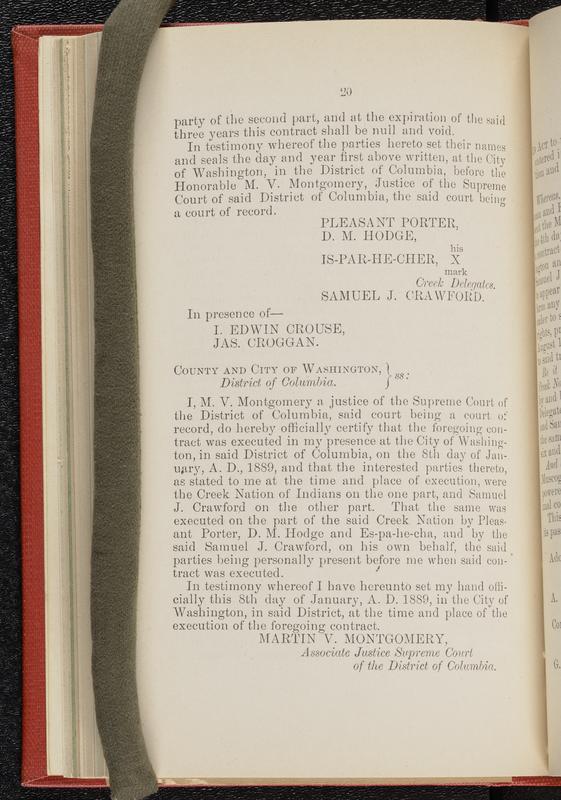 20
party of the second part, and at the expiration of the said
three years this contract shall be null and void.
In testimony whereof the parties hereto set their names
and seals the day and year first above written, at the City
of Washington, in the District of Columbia, before the
Honorable M. V. Montgomery, Justice of the Supreme
Court of said District of Columbia, the said court being
a court of record.
PLEASANT PORTER,
D. M. HODGE,
his
IS-PAR-HE-CHER, X
mark
Creek Delegates.
SAMUEL J. CRAWFORD.
In presence of—
I. EDWIN CROUSE,
JAS. CROGGAN.
COUNTY AND CITY OF WASHINGTON, } ss:
District of Columbia.
I, M. V. Montgomery a justice of the Supreme Court of
the District of Columbia, said court being a court of
record, do hereby officially certify that the foregoing con-
tract was executed in my presence at the City of Washing-
ton, in said District of Columbia, on the 8th day of Jan-
uary, A. D., 1889, and that the interested parties thereto,
as stated to me at the time and place of execution, were
the Creek Nation of Indians on the one part, and Samuel
J. Crawford on the other part. That the same was
executed on the part of the said Creek Nation by Pleas-
ant Porter, D. M. Hodge and Es-pa-he-cha, and by the
said Samuel J. Crawford, on his own behalf, the said
parties being personally present before me when said con-
tract was executed.
In testimony whereof I have hereunto set my hand offi-
cially this 8th day of January, A. D. 1889, in the City of
Washington, in said District, at the time and place of the
execution of the foregoing contract.
MARTIN V. MONTGOMERY,
Associate Justice Supreme Court
of the District of Columbia.